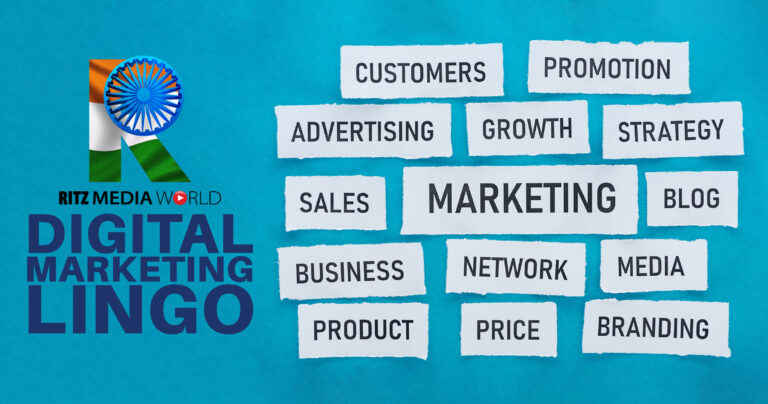 RITZ MEDIA WORLD
DIGITAL
MARKETING
LINGO
CUSTOMERS
PROMOTION
ADVERTISING
GROWTH
STRATEGY
SALES
MARKETING
BLOG
BUSINESS
NETWORK
MEDIA
PRODUCT
PRICE
BRANDING